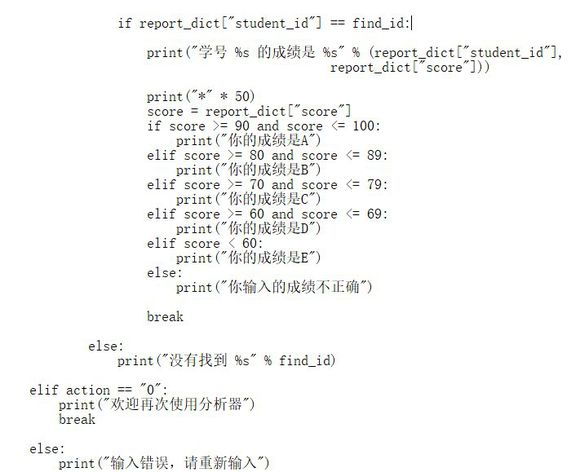 if report_dict["student_id"] == find_id:
print("学号 %s 的成绩是 %s" % (report_dict["student_id"],
report_dict["score"]))
print("*" * 50)
score = report_dict["score"]
if score >= 90 and score <= 100:
print("你的成绩是A")
elif score >= 80 and score <= 89:
print("你的成绩是B")
elif score >= 70 and score <= 79:
print("你的成绩是C")
elif score >= 60 and score <= 69:
print("你的成绩是D")
elif score < 60:
print("你的成绩是E")
else:
print("你输入的成绩不正确")
break
else:
print("没有找到 %s" % find_id)
elif action == "0":
print("欢迎再次使用分析器")
break
else:
print("输入错误，请重新输入")